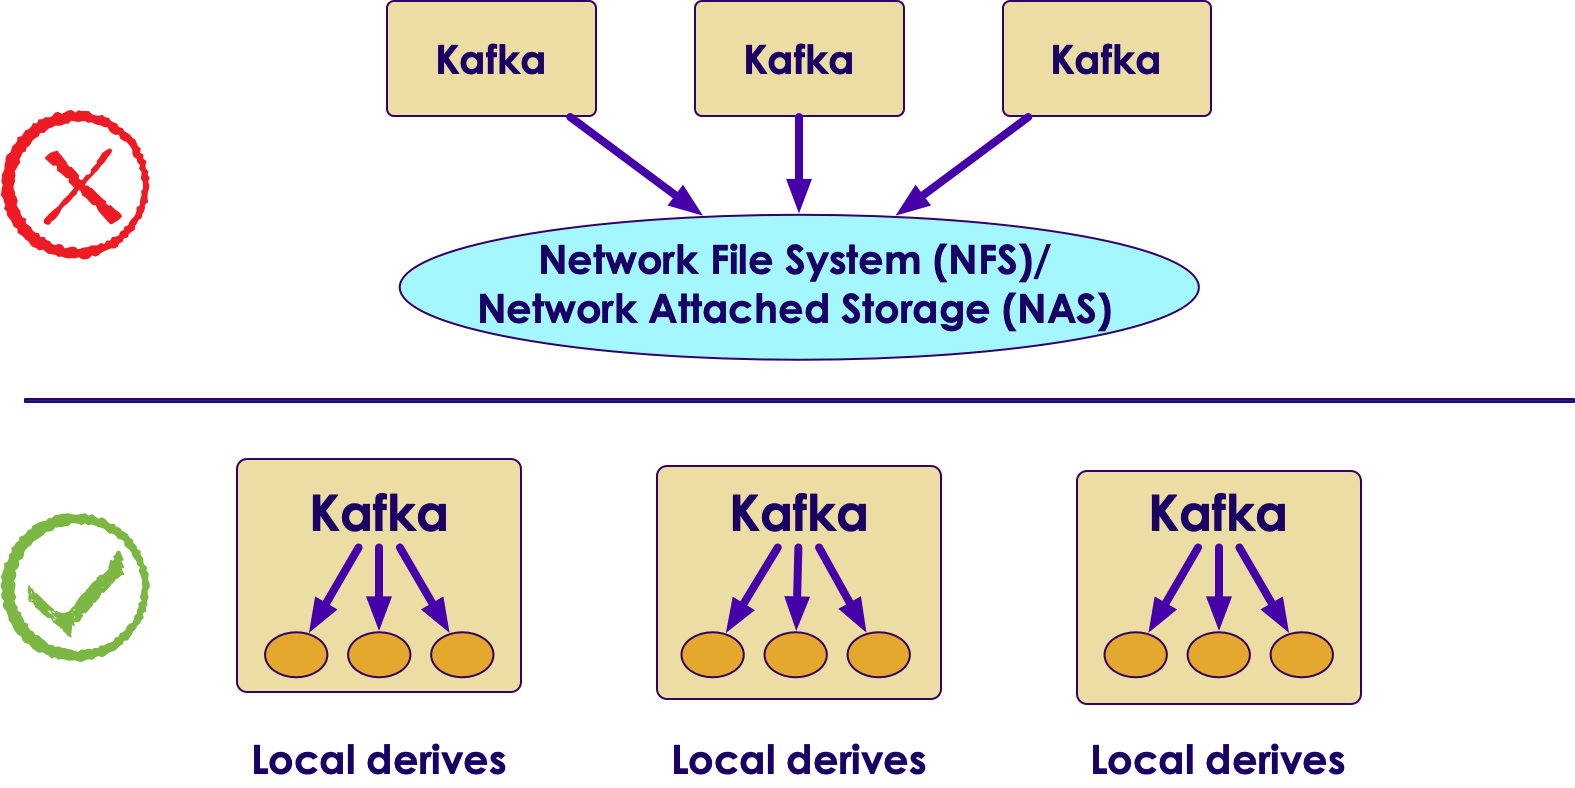 Kafka
Kafka
Kafka
Network File System (NFS)/
Network Attached Storage (NAS)
Kafka
Kafka
Kafka
Local derives
Local derives
Local derives